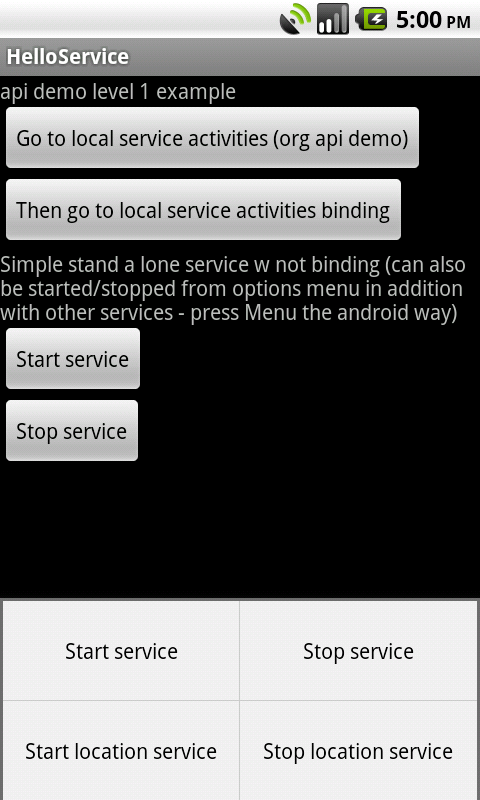 5:00 PM
HelloService
api demo level 1 example
Go to local service activities (org api demo)
Then go to local service activities binding
Simple stand a lone service w not binding (can also
be started/stopped from options menu in addition
with other services - press Menu the android way)
Start service
Stop service
Start service
Stop service
Start location service
Stop location service